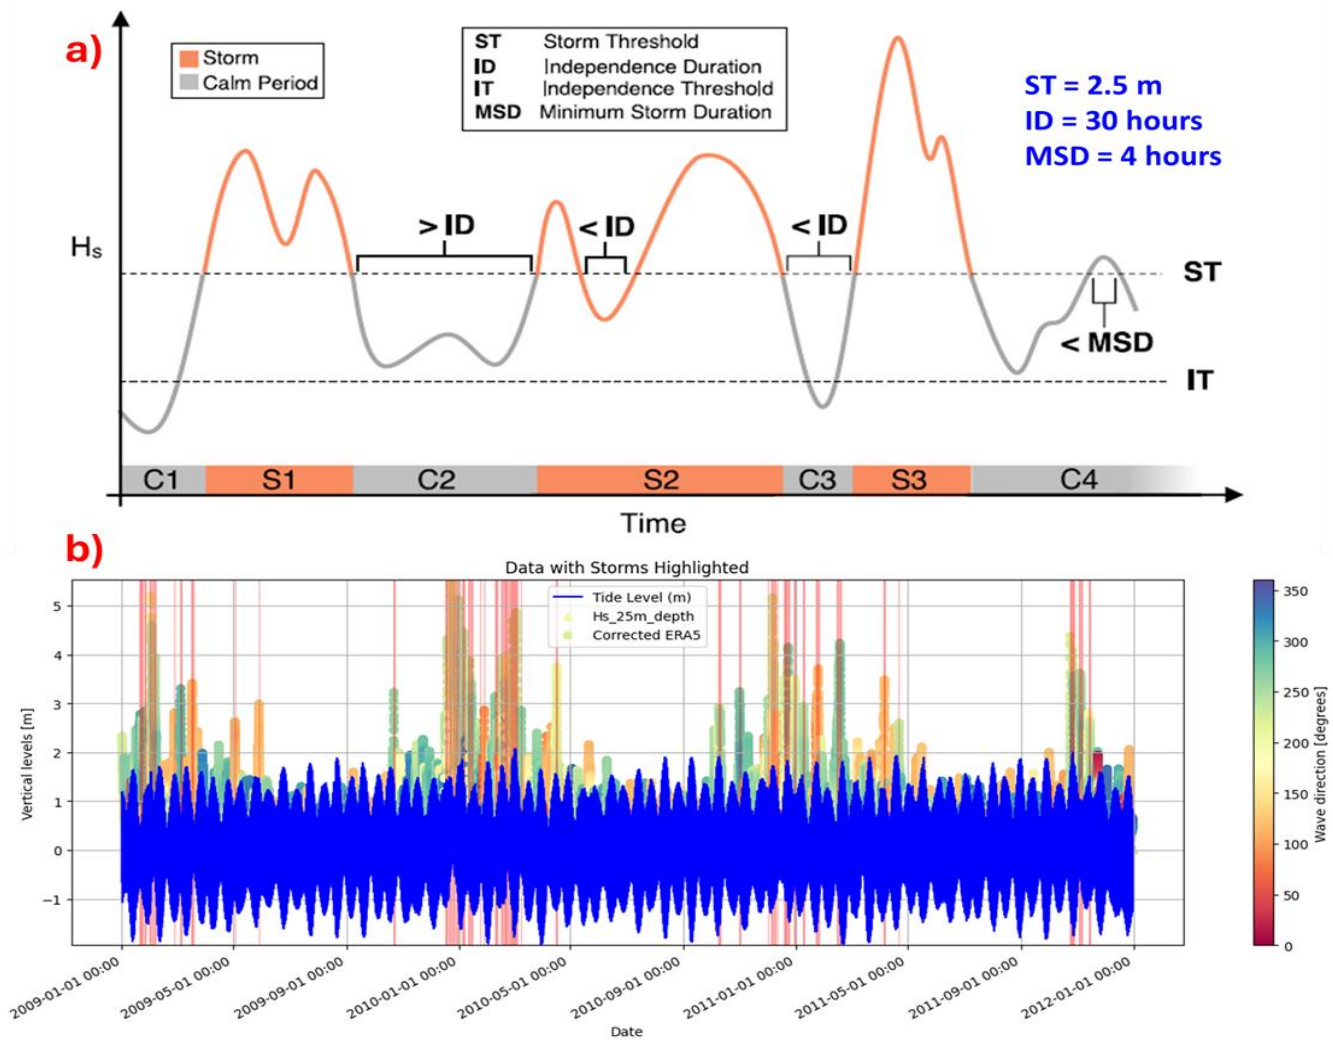 a)
Storm
Calm Period
ST Storm Threshold
ID Independence Duration
IT Independence Threshold
MSD Minimum Storm Duration
ST = 2.5 m
ID = 30 hours
MSD = 4 hours
Hs
> ID
< ID
< ID
ST
< MSD
IT
C1 S1 C2 S2 C3 S3 C4
Time
b)
Data with Storms Highlighted
Tide Level (m)
Hs_25m_depth
Corrected ERA5
Vertical levels [m]
5
4
3
2
1
0
−1
2009-01-01 00:00
2009-05-01 00:00
2009-09-01 00:00
2010-01-01 00:00
2010-05-01 00:00
2010-09-01 00:00
2011-01-01 00:00
2011-05-01 00:00
2011-09-01 00:00
2012-01-01 00:00
Date
350
300
250
200
150
100
50
0
Wave direction [degrees]